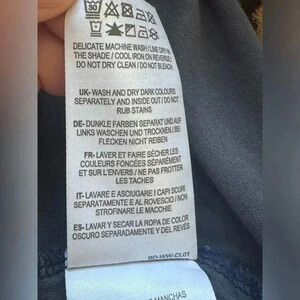 30
DELICATE MACHINE WASH / LINE DRY IN
THE SHADE / COOL IRON ON REVERSE /
DO NOT DRY CLEAN / DO NOT BLEACH
UK- WASH AND DRY DARK COLOURS
SEPARATELY AND INSIDE OUT / DO NOT
RUB STAINS
DE- DUNKLE FARBEN SEPARAT UND AUF
LINKS WASCHEN UND TROCKNEN / BEI
FLECKEN NICHT REIBEN
FR- LAVER ET FAIRE SÉCHER LES
COULEURS FONCÉES SÉPARÉMENT
ET SUR L'ENVERS / NE PAS FROTTER
LES TACHES
IT- LAVARE E ASCIUGARE I CAPI SCURI
SEPARATAMENTE E AL ROVESCIO / NON
STROFINARE LE MACCHIE
ES- LAVAR Y SECAR LA ROPA DE COLOR
OSCURO SEPARADAMENTE Y DEL REVÉS
BO-WW-CL01
MANCHAS